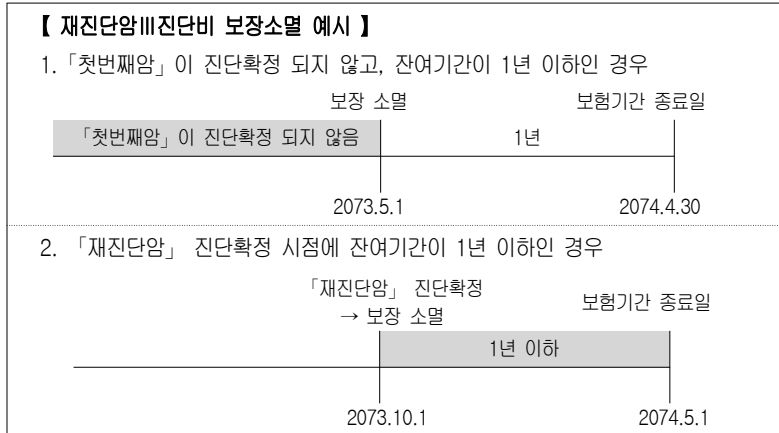 【 재진단암Ⅲ진단비 보장소멸 예시 】
1.「첫번째암」이 진단확정 되지 않고, 잔여기간이 1년 이하인 경우
보장 소멸 보험기간 종료일
「첫번째암」이 진단확정 되지 않음 1년
2073.5.1 2074.4.30
2. 「재진단암」 진단확정 시점에 잔여기간이 1년 이하인 경우
「재진단암」 진단확정
→ 보장 소멸 보험기간 종료일
1년 이하
2073.10.1 2074.5.1